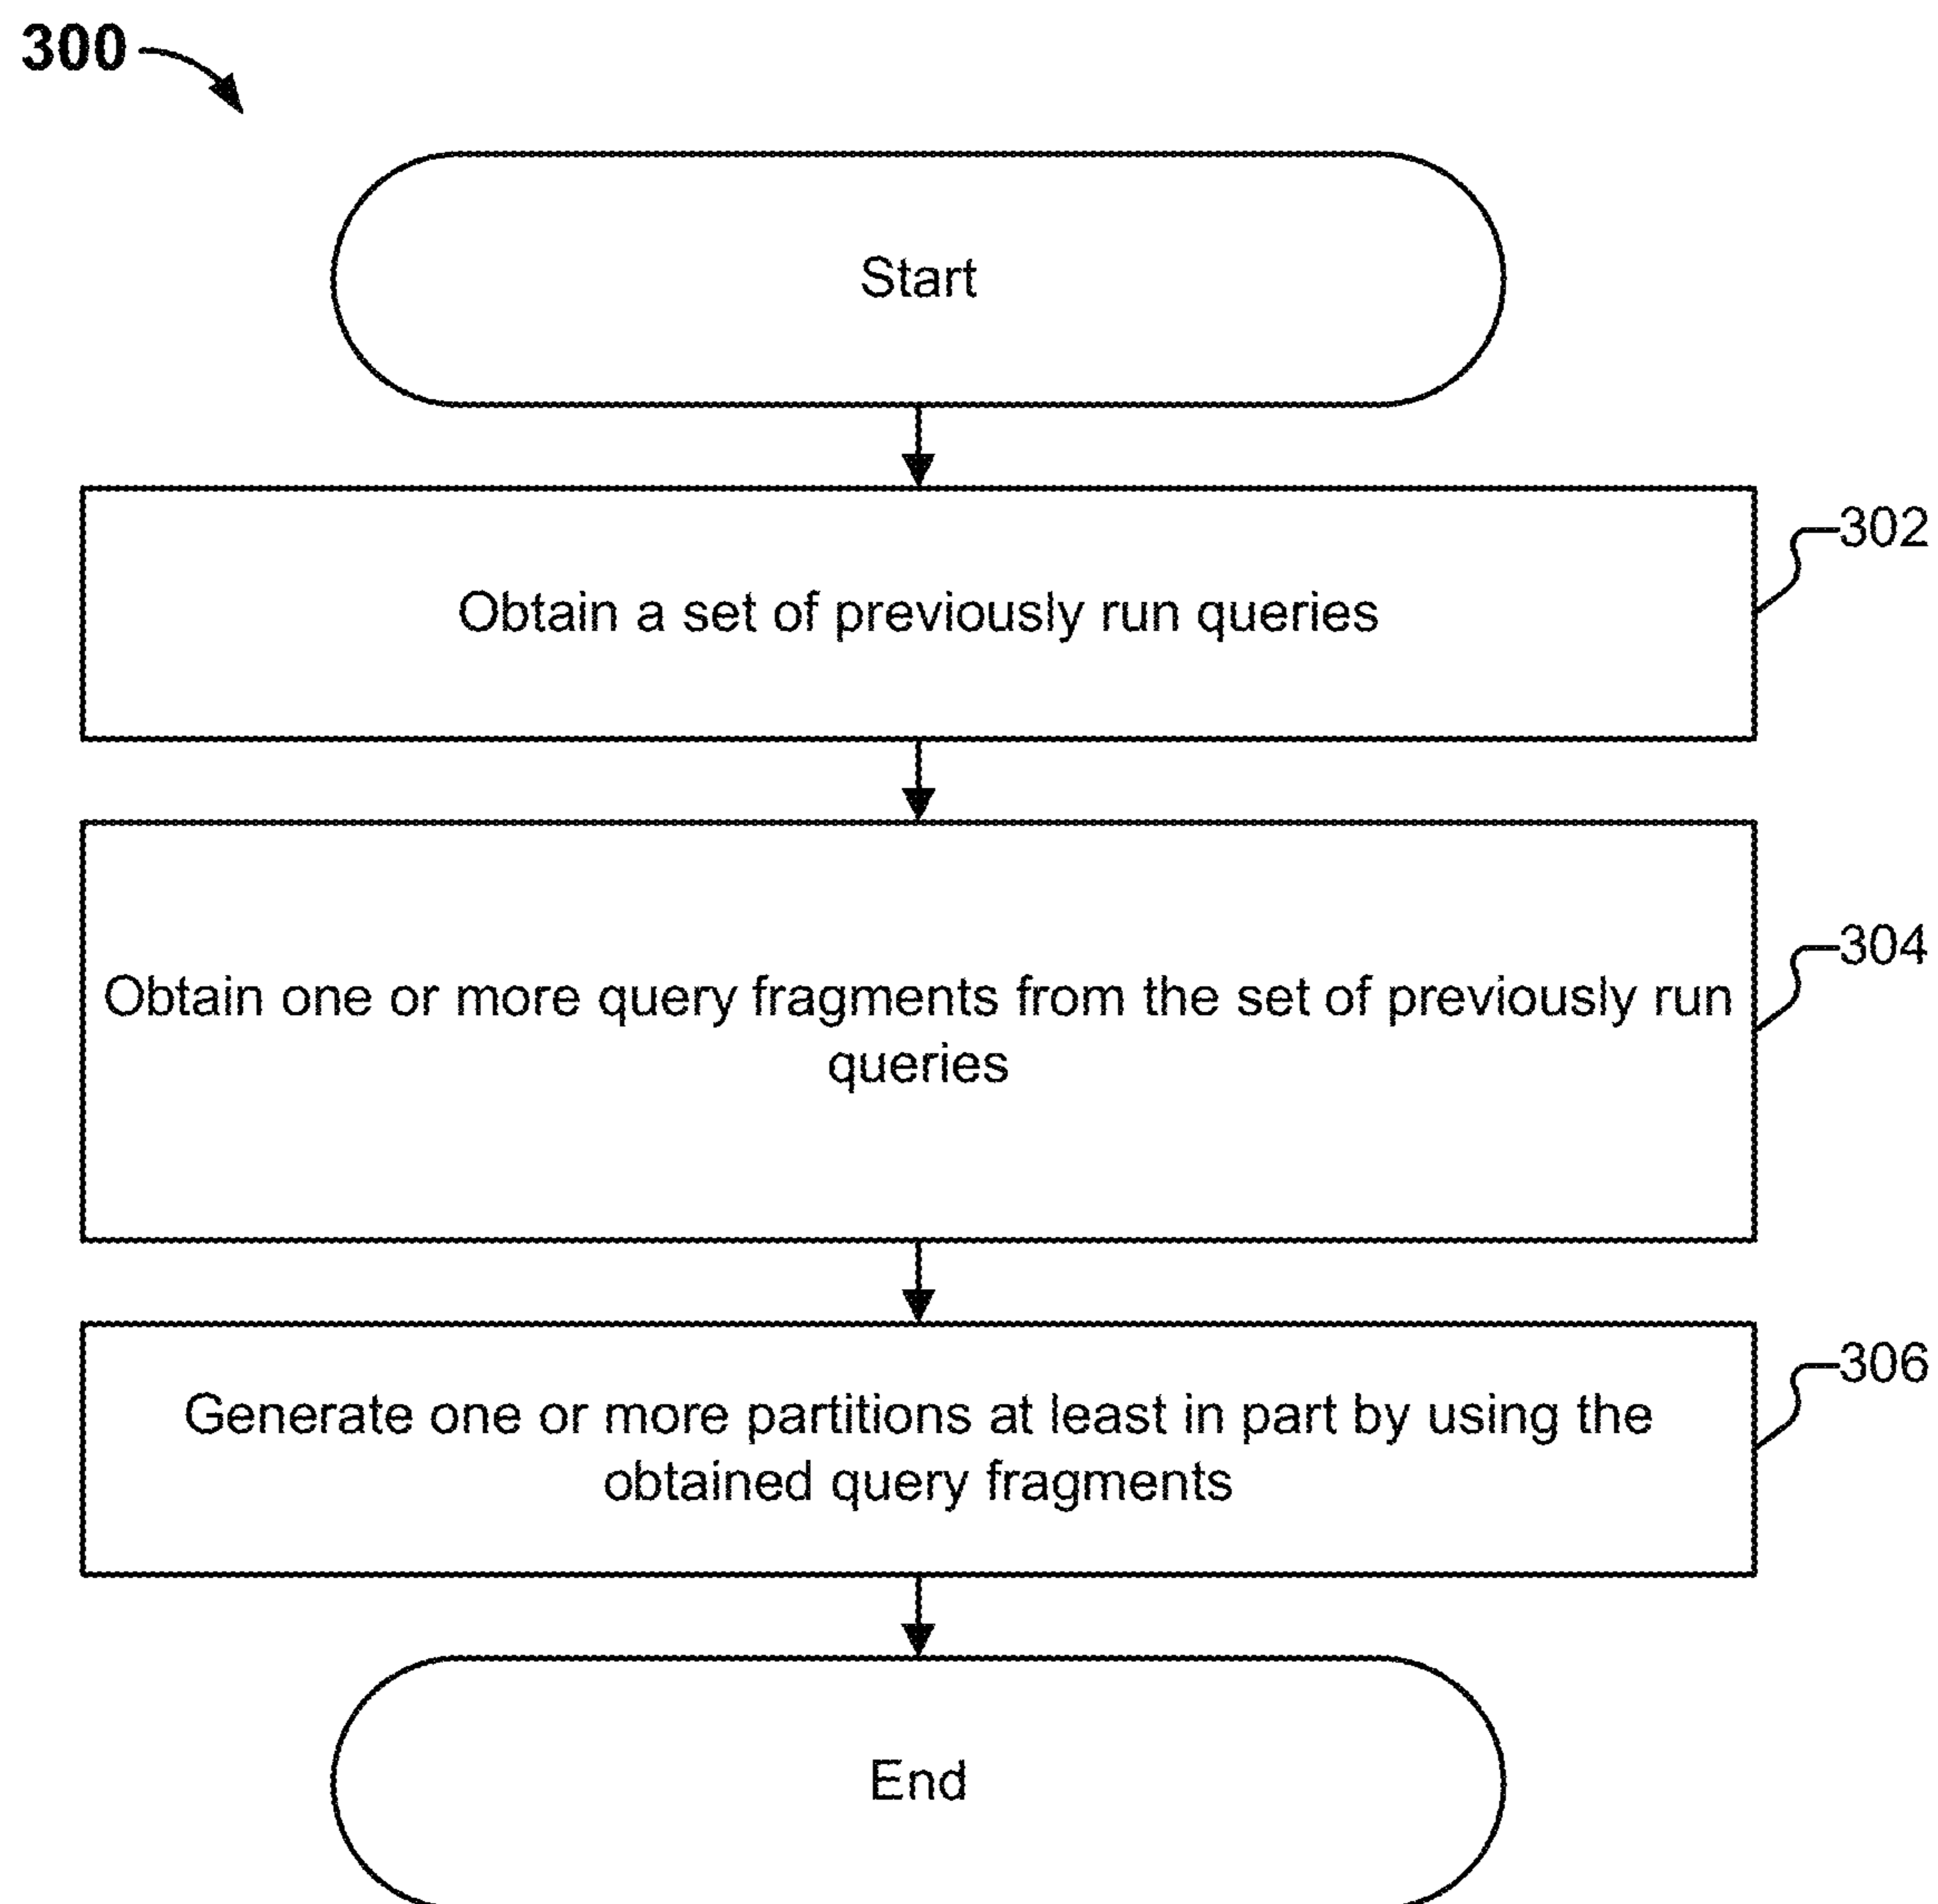 300
Start
302
Obtain a set of previously run queries
304
Obtain one or more query fragments from the set of previously run
queries
306
Generate one or more partitions at least in part by using the
obtained query fragments
End